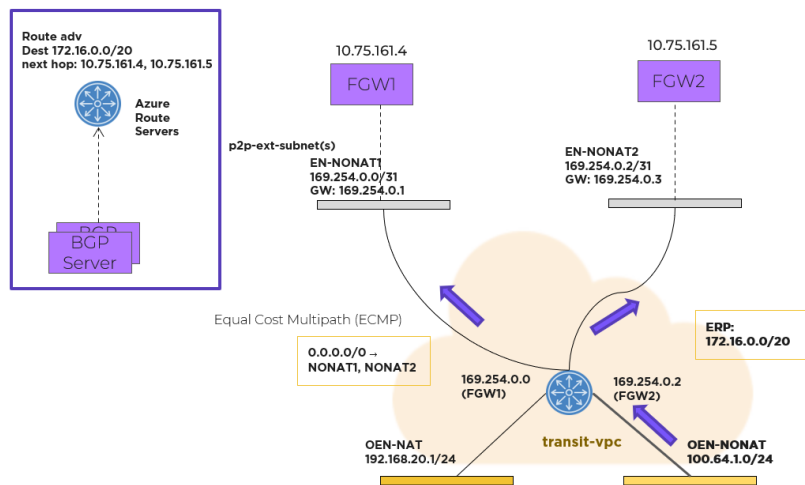 Route adv
Dest 172.16.0.0/20
next hop: 10.75.161.4, 10.75.161.5
Azure
Route
Servers
BGP
BGP
Server
10.75.161.4
FGW1
10.75.161.5
FGW2
p2p-ext-subnet(s)
EN-NONAT1
169.254.0.0/31
GW: 169.254.0.1
EN-NONAT2
169.254.0.2/31
GW: 169.254.0.3
Equal Cost Multipath (ECMP)
0.0.0.0/0 →
NONAT1, NONAT2
ERP:
172.16.0.0/20
169.254.0.0
(FGW1)
169.254.0.2
(FGW2)
transit-vpc
OEN-NAT
192.168.20.1/24
OEN-NONAT
100.64.1.0/24